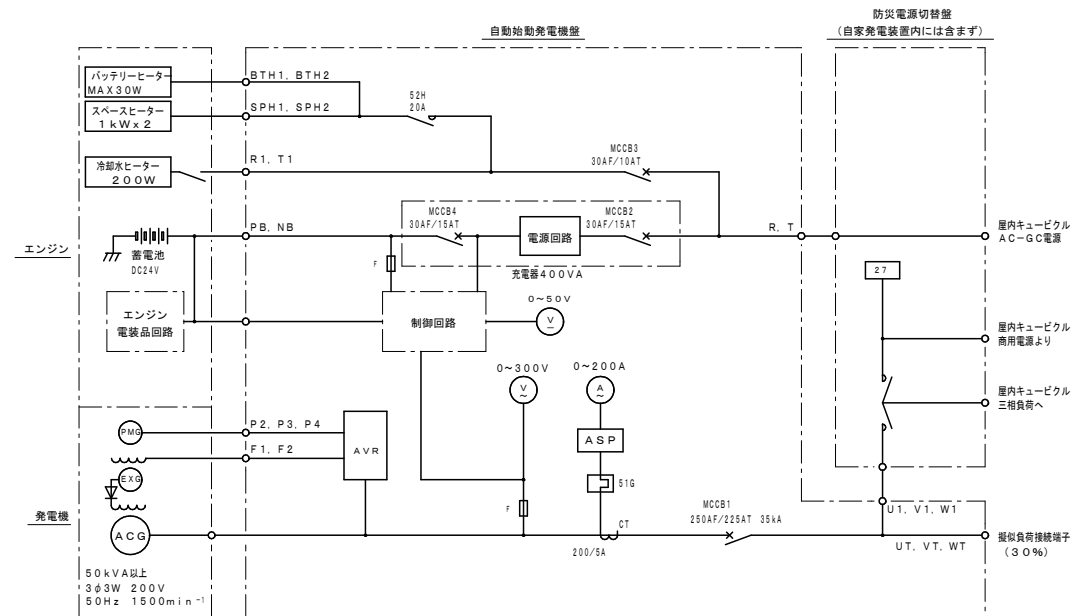 防災電源切替盤
(自家発電装置内には含まず)
自動始動発電機盤
バッテリーヒーター
MAX30W
BTH1, BTH2
スペースヒーター
1kWx2
SPH1, SPH2
52H
20A
冷却水ヒーター
200W
R1, T1
MCCB3
30AF/10AT
エンジン
蓄電池
DC24V
PB, NB
MCCB4
30AF/15AT
電源回路
MCCB2
30AF/15AT
R, T
屋内キュービクル
AC-GC電源
充電器400VA
F
27
エンジン
電装品回路
制御回路
0~50V
V
屋内キュービクル
商用電源より
0~300V
V
~
0~200A
A
~
屋内キュービクル
三相負荷へ
PMG
P2, P3, P4
F1, F2
AVR
ASP
EXG
51G
F
発電機
ACG
CT
200/5A
MCCB1
250AF/225AT 35kA
U1, V1, W1
UT, VT, WT
擬似負荷接続端子
(30%)
50kVA以上
3φ3W 200V
50Hz 1500min⁻¹